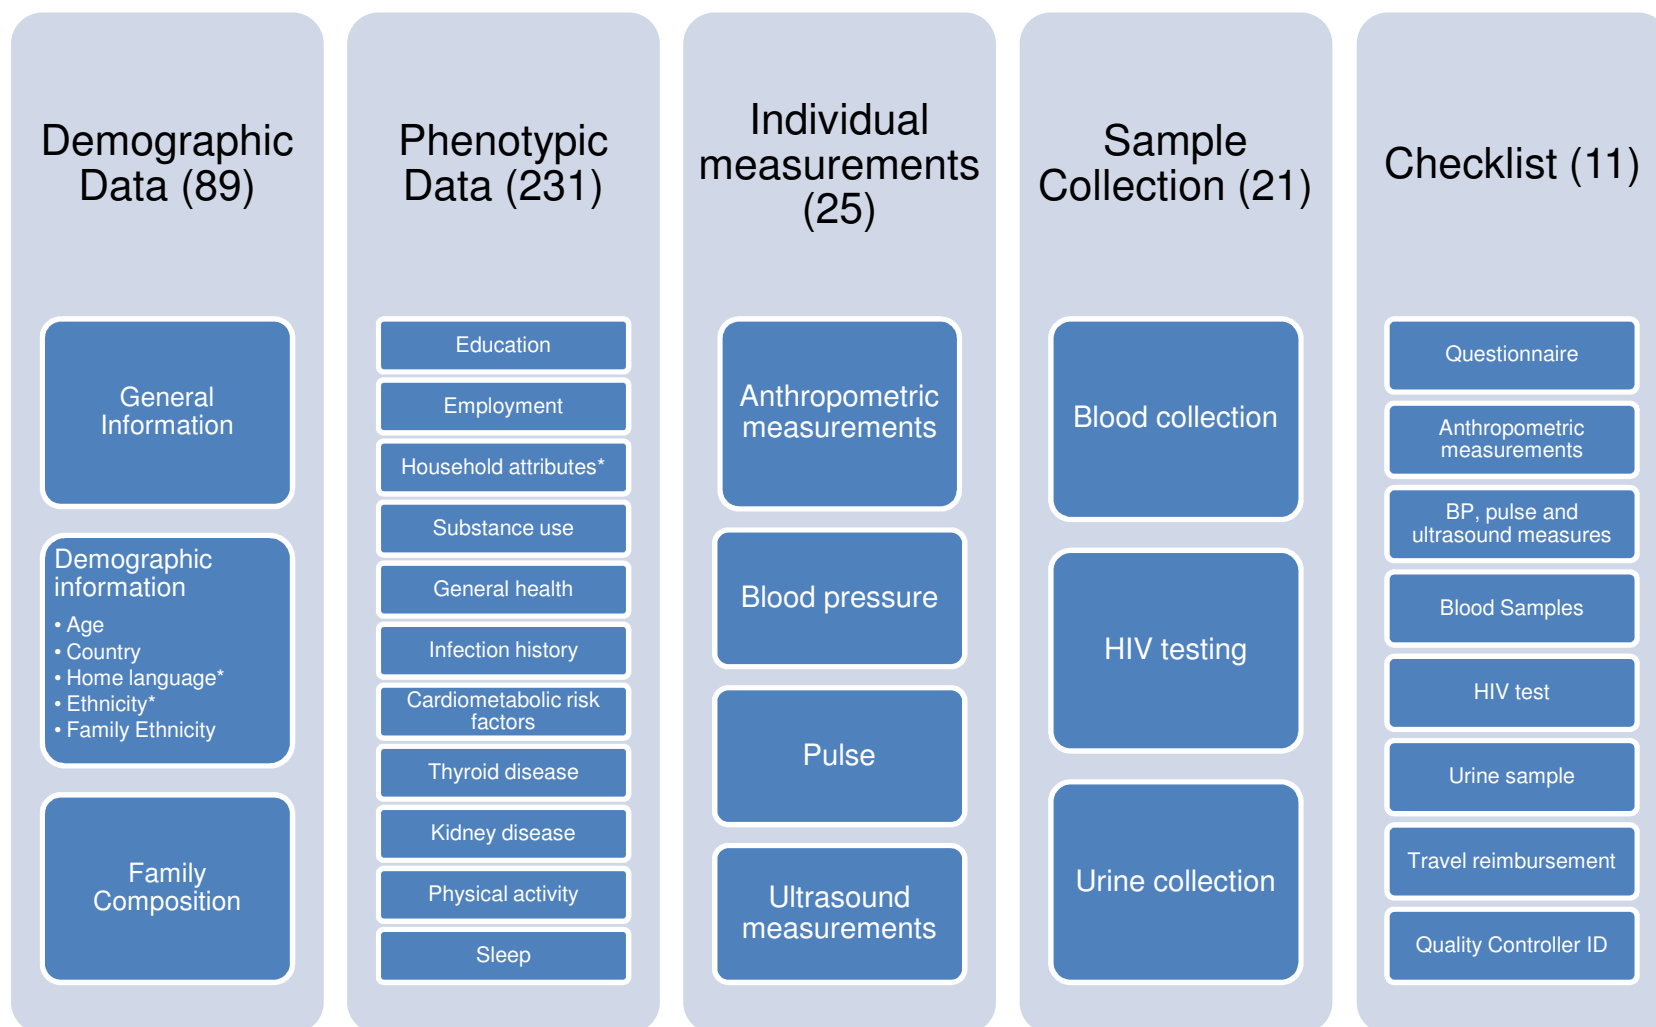 Demographic
Data (89)
General
Information
Demographic
information
• Age
• Country
• Home language*
• Ethnicity*
• Family Ethnicity
Family
Composition
Phenotypic
Data (231)
Education
Employment
Household attributes*
Substance use
General health
Infection history
Cardiometabolic risk
factors
Thyroid disease
Kidney disease
Physical activity
Sleep
Individual
measurements
(25)
Anthropometric
measurements
Blood pressure
Pulse
Ultrasound
measurements
Sample
Collection (21)
Blood collection
HIV testing
Urine collection
Checklist (11)
Questionnaire
Anthropometric
measurements
BP, pulse and
ultrasound measures
Blood Samples
HIV test
Urine sample
Travel reimbursement
Quality Controller ID